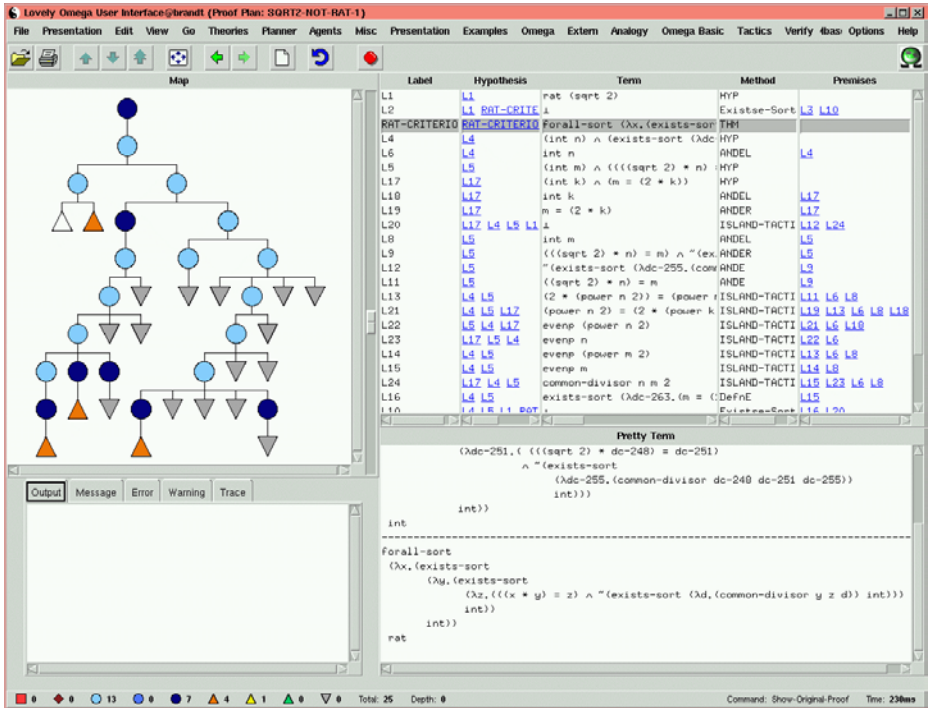 Lovely Omega User Interface@brandt (Proof Plan: SQRT2-NOT-RAT-1)
File Presentation Edit View Go Theories Planner Agents Misc Presentation Examples Omega Extern Analogy Omega Basic Tactics Verify Options Help
Map
Label Hypothesis Term Method Premises
L1 L1 rat (sqrt 2) HYP
L2 L1 RAT-CRITE ⊥ Existse-Sort L3 L10
RAT-CRITERIO RAT-CRITERIO Forall-sort (λx.(exists-sor THM
L4 L4 (int n) ∧ (exists-sort (λdc HYP
L6 L4 int n ANDEL L4
L5 L5 (int m) ∧ ((((sqrt 2) * n) HYP
L17 L17 (int k) ∧ (m = (2 * k)) HYP
L18 L17 int k ANDEL L17
L19 L17 m = (2 * k) ANDER L17
L20 L17 L4 L5 L1 ⊥ ISLAND-TACTI L12 L24
L8 L5 int m ANDEL L5
L9 L5 (((sqrt 2) * n) = m) ∧ ~(ex ANDER L5
L12 L5 ~(exists-sort (λdc-255.(com ANDE L9
L11 L5 ((sqrt 2) * n) = m ANDE L9
L13 L4 L5 (2 * (power n 2)) = (power ISLAND-TACTI L11 L6 L8
L21 L4 L5 L17 (power n 2) = (2 * (power k ISLAND-TACTI L19 L13 L6 L8 L18
L22 L5 L4 L17 evenp (power n 2) ISLAND-TACTI L21 L6 L18
L23 L17 L5 L4 evenp n ISLAND-TACTI L22 L6
L14 L4 L5 evenp (power m 2) ISLAND-TACTI L13 L6 L8
L15 L4 L5 evenp m ISLAND-TACTI L14 L8
L24 L17 L4 L5 common-divisor n m 2 ISLAND-TACTI L15 L23 L6 L8
L16 L4 L5 exists-sort (λdc-263.(m = ( DefnE L15
L10 L4 L5 L1 RAT ⊥ Existse-Sort L16 L20
Pretty Term
(λdc-251.( (((sqrt 2) * dc-248) = dc-251)
∧ ~(exists-sort
(λdc-255.(common-divisor dc-248 dc-251 dc-255))
int)))
int))
int
forall-sort
(λx.(exists-sort
(λy.(exists-sort
(λz.(((x * y) = z) ∧ ~(exists-sort (λd.(common-divisor y z d)) int)))
int))
int))
rat
Output Message Error Warning Trace
0 0 13 0 7 4 1 0 0 Total: 25 Depth: 0 Command: Show-Original-Proof Time: 230ms